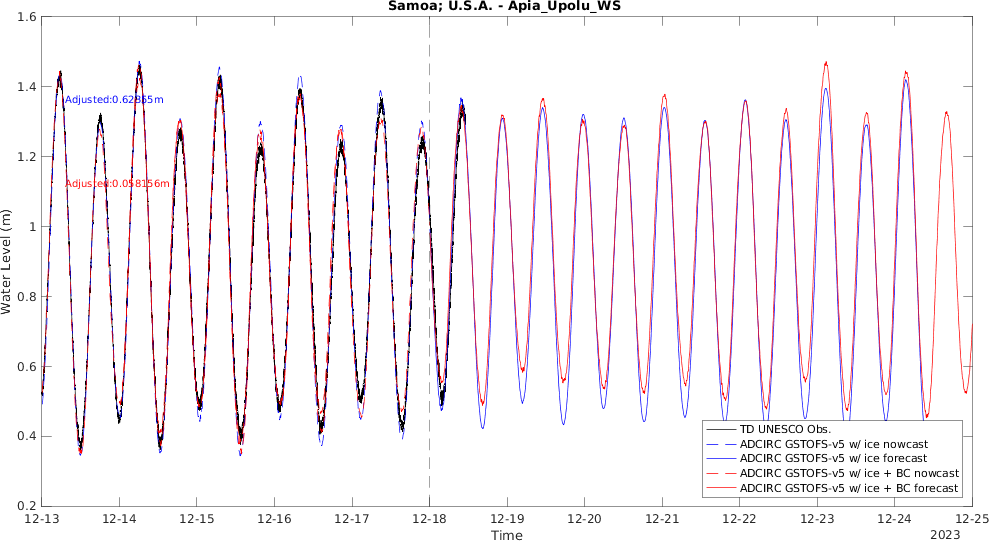 Samoa; U.S.A. - Apia_Upolu_WS
1.6
1.4
1.2
1
0.8
0.6
0.4
0.2
Water Level (m)
Adjusted:0.62865m
Adjusted:0.058156m
TD UNESCO Obs.
ADCIRC GSTOFS-v5 w/ ice nowcast
ADCIRC GSTOFS-v5 w/ ice forecast
ADCIRC GSTOFS-v5 w/ ice + BC nowcast
ADCIRC GSTOFS-v5 w/ ice + BC forecast
12-13 12-14 12-15 12-16 12-17 12-18 12-19 12-20 12-21 12-22 12-23 12-24 12-25
Time
2023